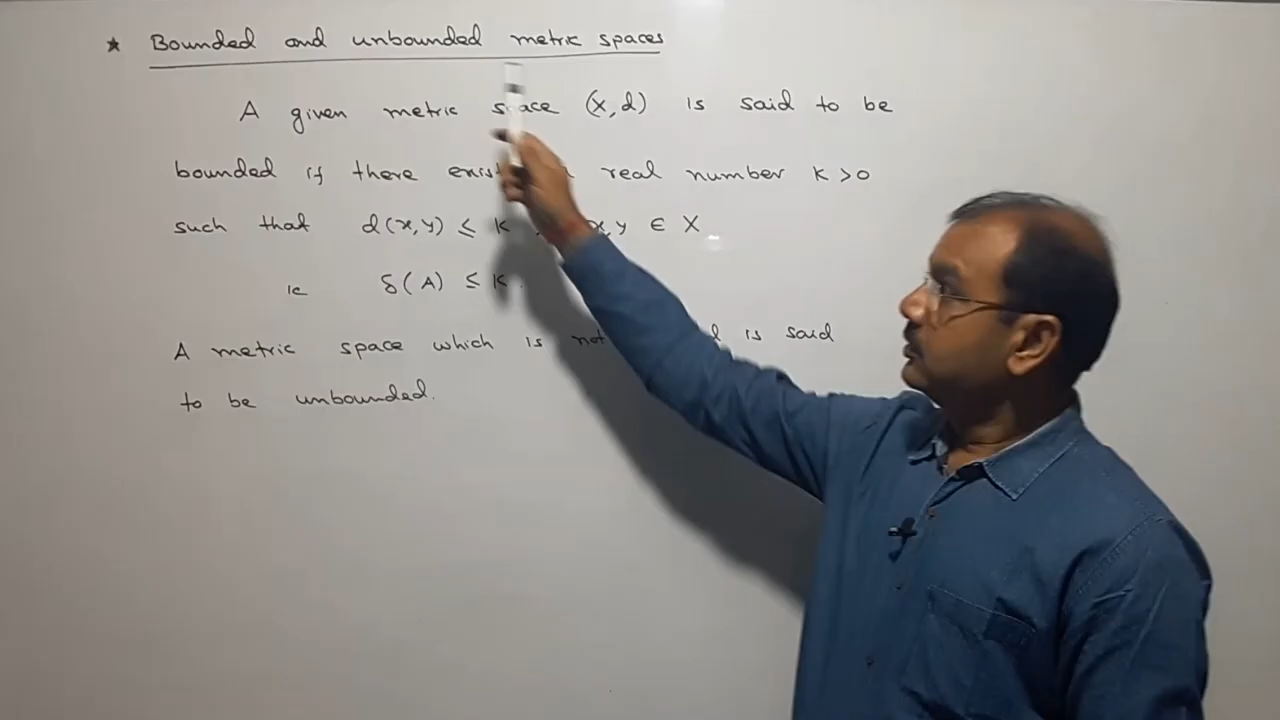 ★ Bounded and unbounded metric spaces
A given metric space (X, d) is said to be
bounded if there real number K > 0
such that d(x, y) ≤ K x, y ∈ X
ie δ(A) ≤ K.
A metric space which is not is said
to be unbounded.